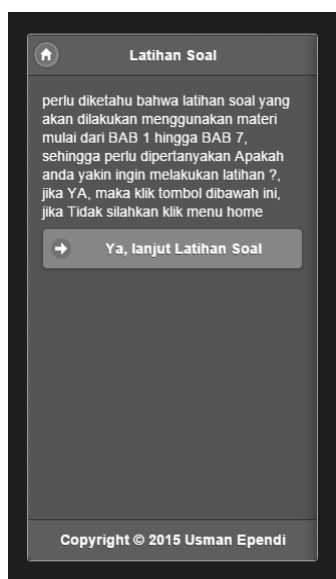 Latihan Soal
perlu diketahu bahwa latihan soal yang
akan dilakukan menggunakan materi
mulai dari BAB 1 hingga BAB 7,
sehingga perlu dipertanyakan Apakah
anda yakin ingin melakukan latihan ?,
jika YA, maka klik tombol dibawah ini,
jika Tidak silahkan klik menu home
Ya, lanjut Latihan Soal
Copyright © 2015 Usman Ependi